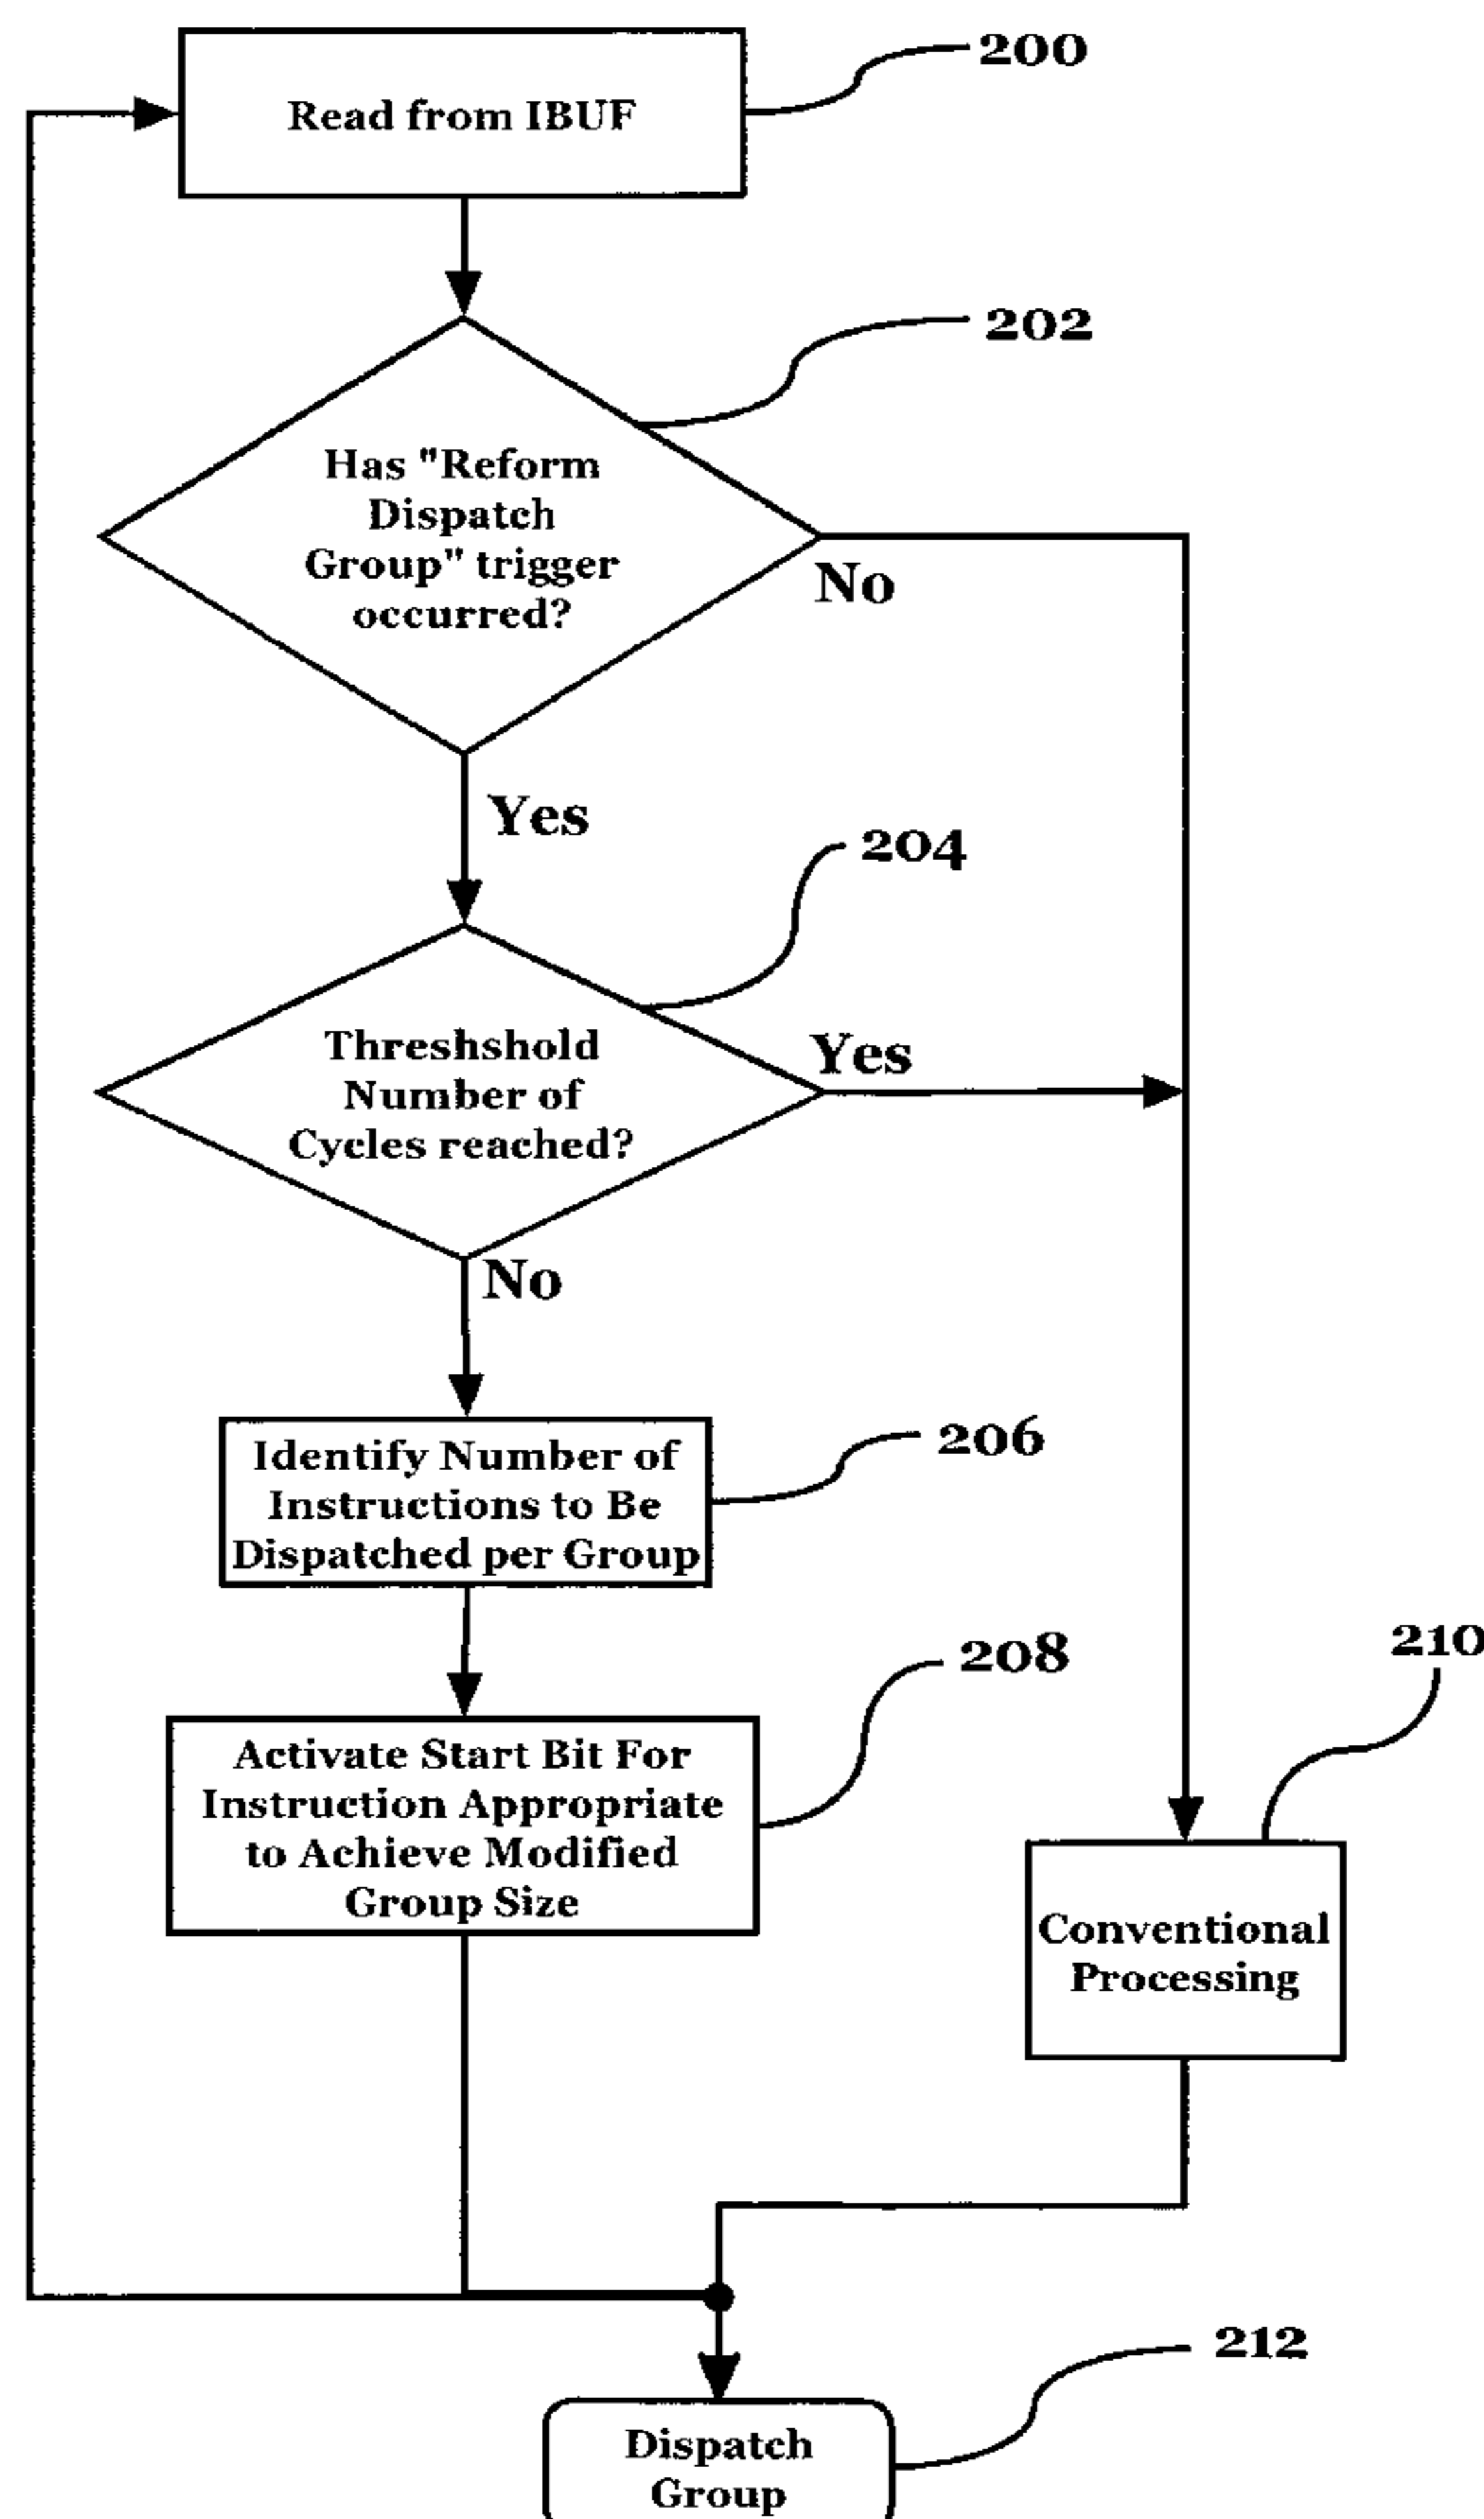 200
Read from IBUF
202
Has "Reform
Dispatch
Group" trigger
occurred?
No
Yes
204
Threshshold
Number of
Cycles reached?
Yes
No
206
Identify Number of
Instructions to Be
Dispatched per Group
208
210
Activate Start Bit For
Instruction Appropriate
to Achieve Modified
Group Size
Conventional
Processing
212
Dispatch
Group